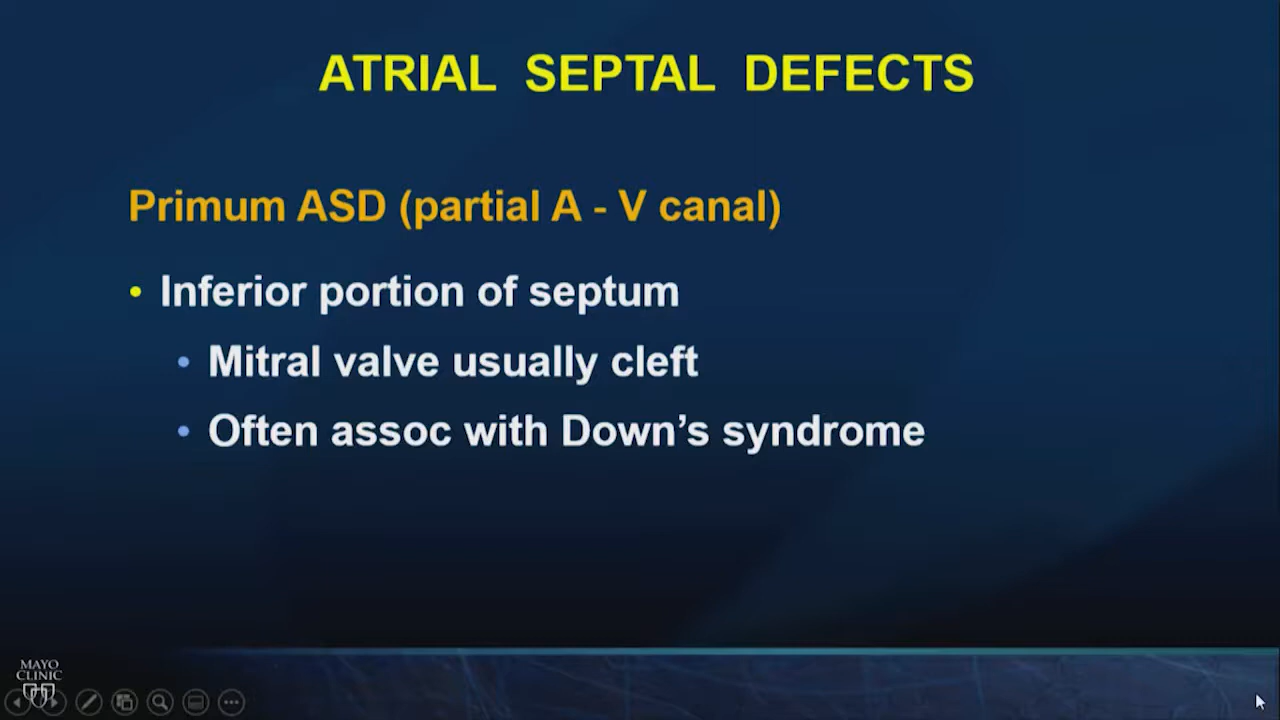 ATRIAL SEPTAL DEFECTS
Primum ASD (partial A - V canal)
• Inferior portion of septum
• Mitral valve usually cleft
• Often assoc with Down’s syndrome
MAYO
CLINIC